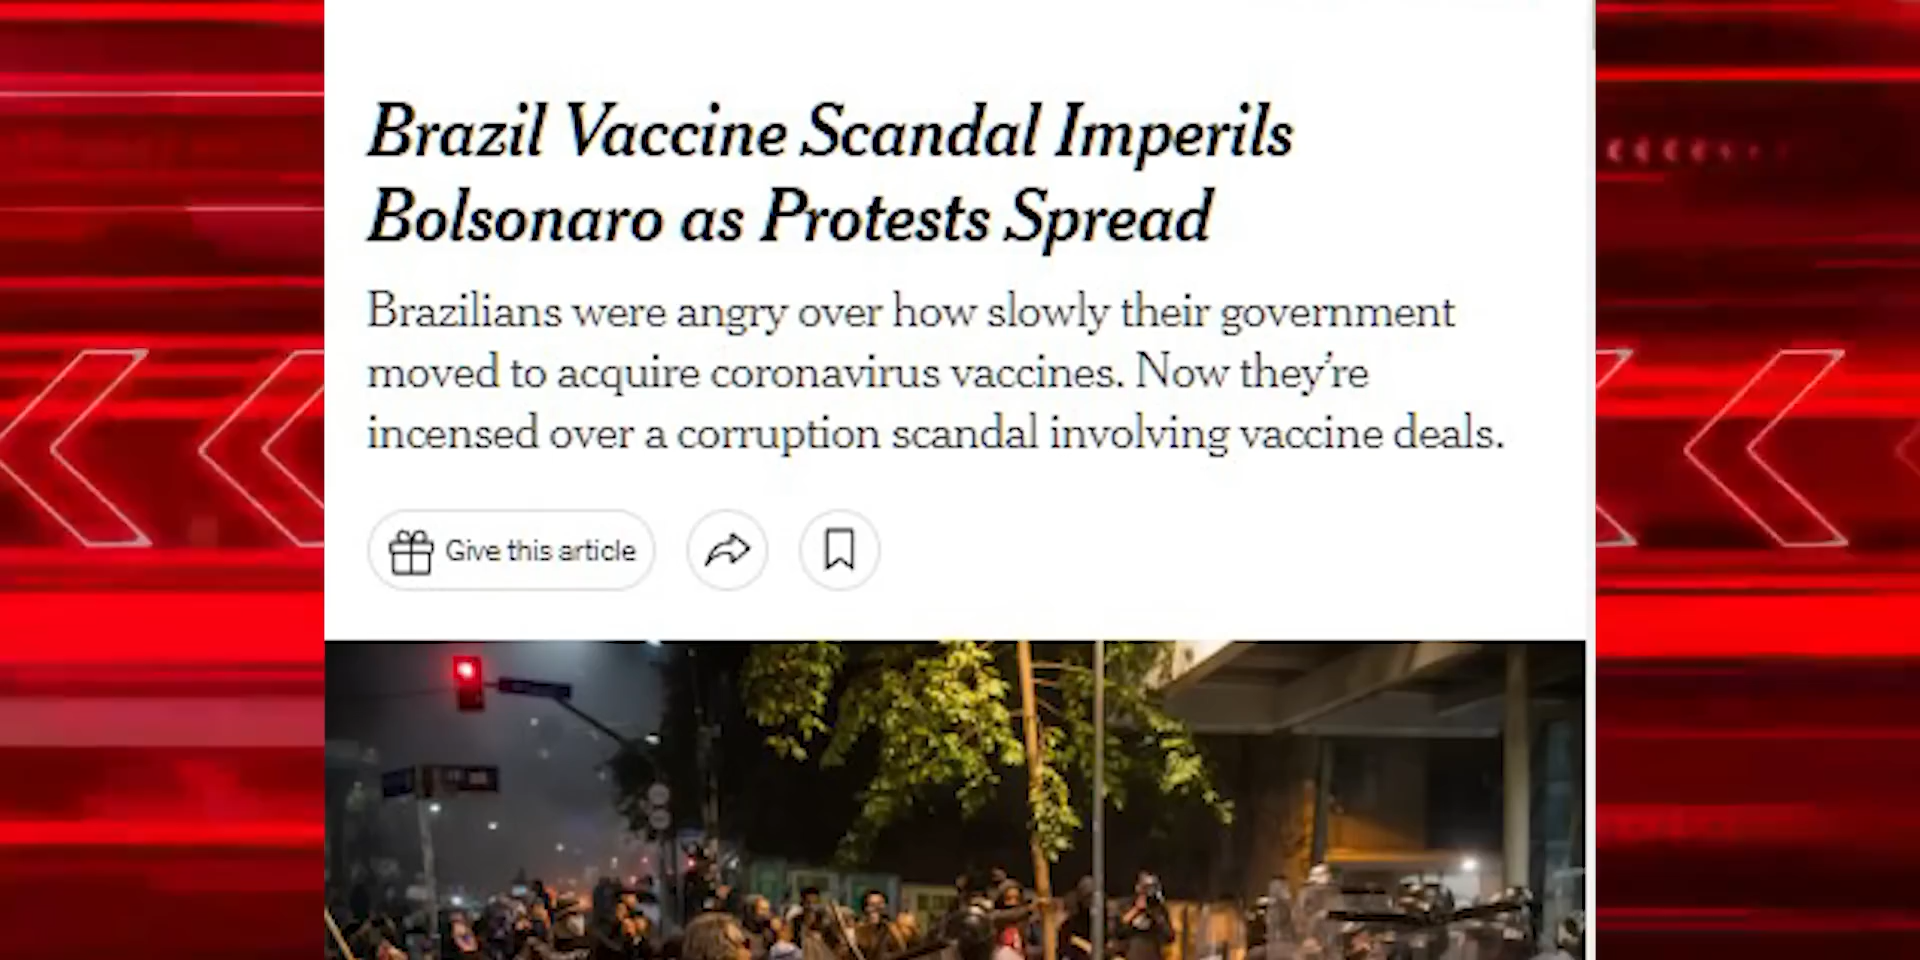 Brazil Vaccine Scandal Imperils
Bolsonaro as Protests Spread
Brazilians were angry over how slowly their government
moved to acquire coronavirus vaccines. Now they're
incensed over a corruption scandal involving vaccine deals.
Give this article